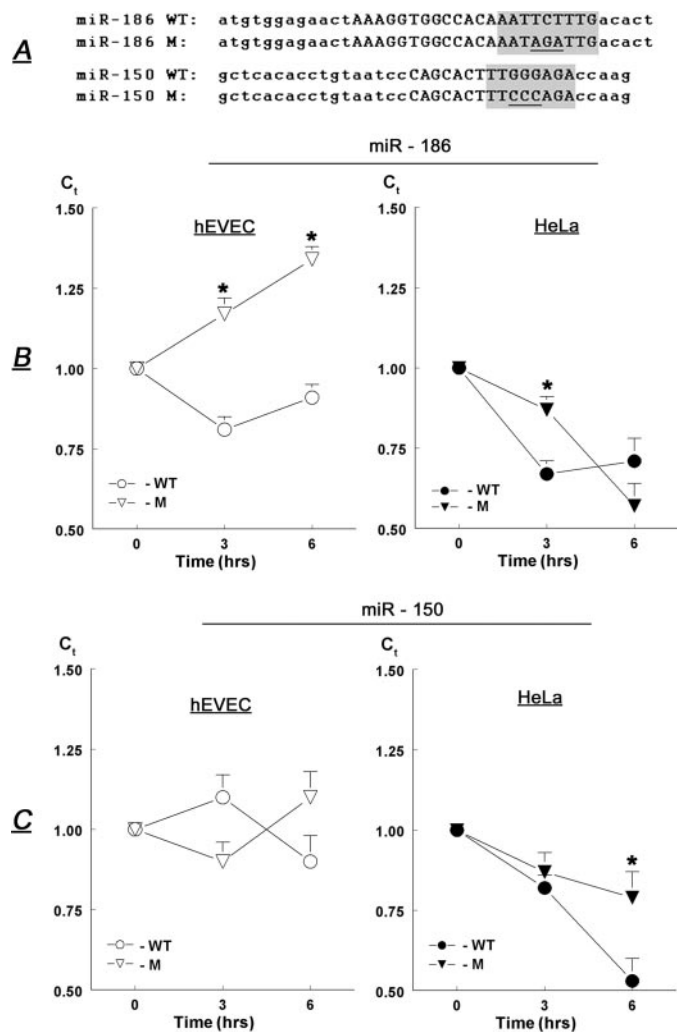 A
miR-186 WT: atgtggagaactAAAGGTGGCCACAAATTCTTTGacact
miR-186 M: atgtggagaactAAAGGTGGCCACAAATAGATTGacact
miR-150 WT: gctcacacctgtaatcccCAGCACTTTGGGAGAccaag
miR-150 M: gctcacacctgtaatcccCAGCACTTTCCCAGAccaag
miR - 186
B
Ct
1.50
1.25
1.00
0.75
0.50
hEVEC
*
*
- WT
- M
0 3 6
Time (hrs)
Ct
1.50
1.25
1.00
0.75
0.50
HeLa
*
- WT
- M
0 3 6
Time (hrs)
miR - 150
C
Ct
1.50
1.25
1.00
0.75
0.50
hEVEC
- WT
- M
0 3 6
Time (hrs)
Ct
1.50
1.25
1.00
0.75
0.50
HeLa
*
- WT
- M
0 3 6
Time (hrs)